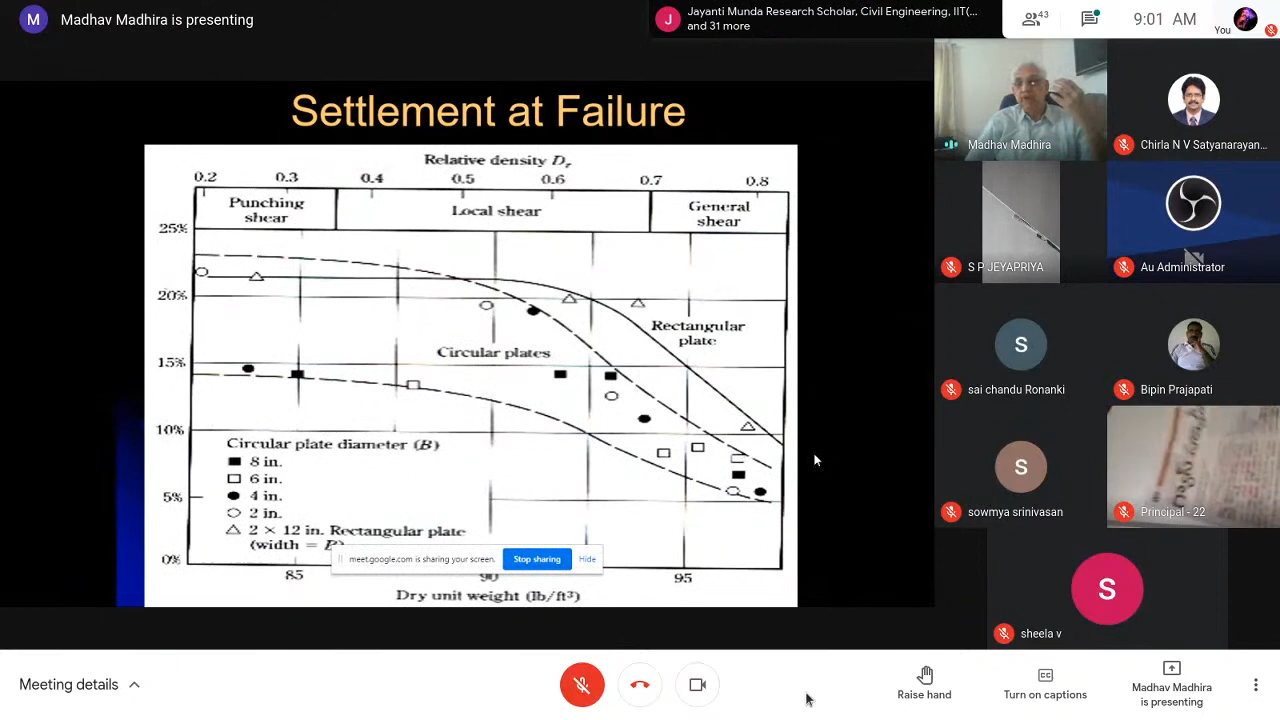 M
Madhav Madhira is presenting
J
Jayanti Munda Research Scholar, Civil Engineering, IIT(...
and 31 more
43
9:01 AM
You
Settlement at Failure
Relative density Dr
0.2 0.3 0.4 0.5 0.6 0.7 0.8
Punching
shear
Local shear
General
shear
25%
20%
15%
10%
5%
0%
Rectangular
plate
Circular plates
Circular plate diameter (B)
8 in.
6 in.
4 in.
2 in.
2 × 12 in. Rectangular plate
(width = B)
meet.google.com is sharing your screen.
Stop sharing
Hide
85 90 95
Dry unit weight (lb/ft³)
Madhav Madhira
Chirla N V Satyanarayan...
S P JEYAPRIYA
Au Administrator
S
sai chandu Ronanki
Bipin Prajapati
S
sowmya srinivasan
Principal - 22
S
sheela v
Meeting details
Raise hand
CC
Turn on captions
Madhav Madhira
is presenting